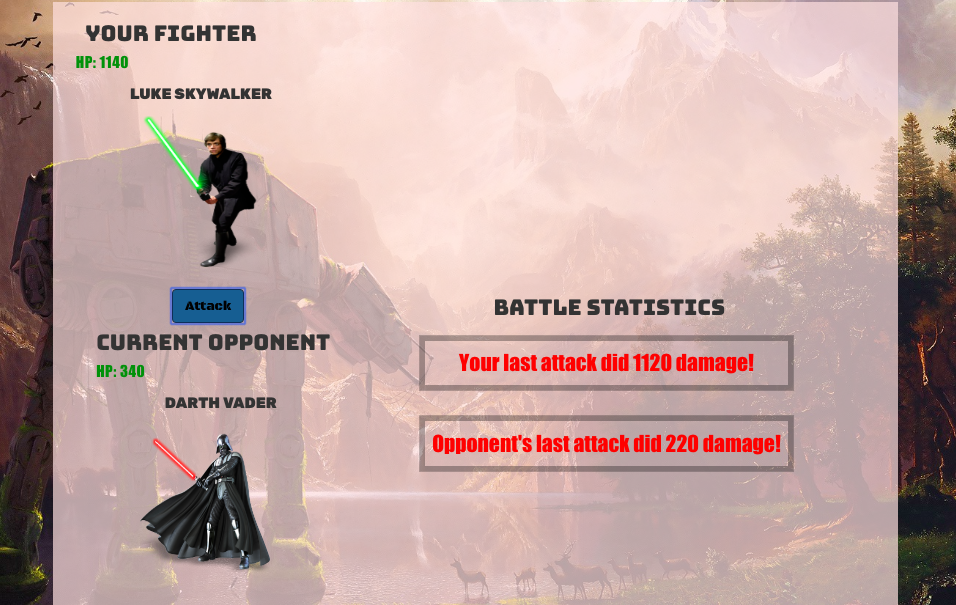 YOUR FIGHTER
HP: 1140
LUKE SKYWALKER
Attack
CURRENT OPPONENT
HP: 340
DARTH VADER
BATTLE STATISTICS
Your last attack did 1120 damage!
Opponent's last attack did 220 damage!